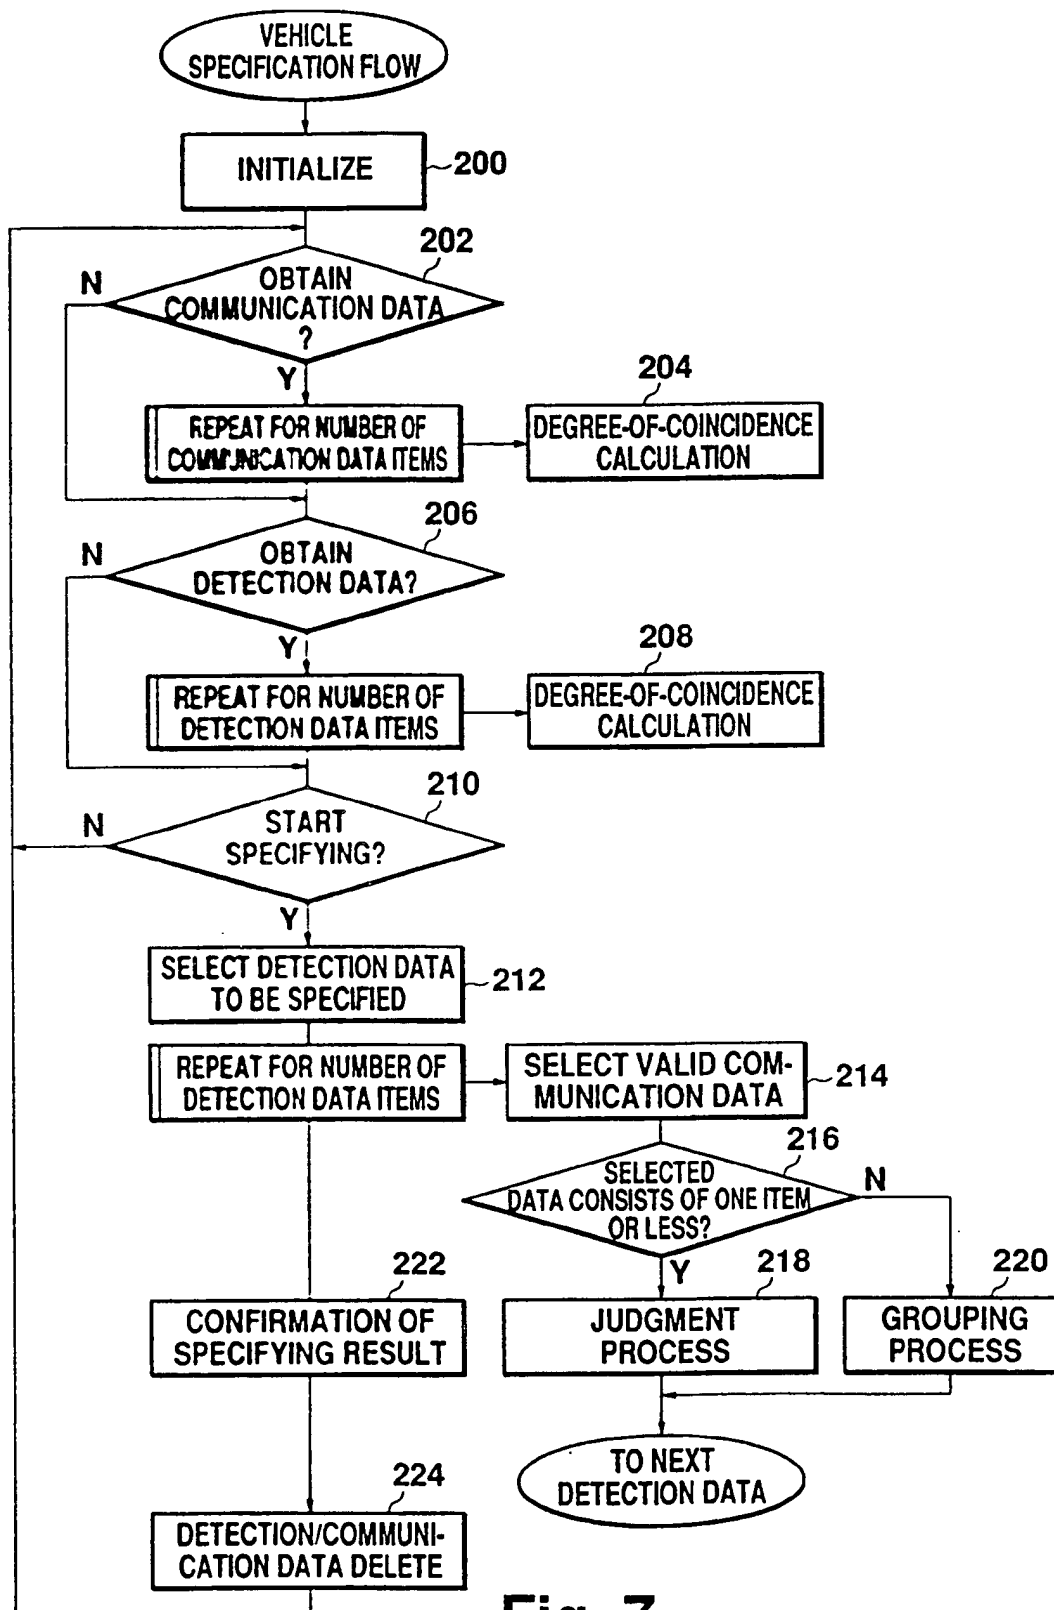 VEHICLE
SPECIFICATION FLOW
INITIALIZE
200
202
N
OBTAIN
COMMUNICATION DATA
?
Y
204
REPEAT FOR NUMBER OF
COMMUNICATION DATA ITEMS
DEGREE-OF-COINCIDENCE
CALCULATION
206
N
OBTAIN
DETECTION DATA?
Y
208
REPEAT FOR NUMBER OF
DETECTION DATA ITEMS
DEGREE-OF-COINCIDENCE
CALCULATION
210
N
START
SPECIFYING?
Y
SELECT DETECTION DATA
TO BE SPECIFIED
212
REPEAT FOR NUMBER OF
DETECTION DATA ITEMS
SELECT VALID COM-
MUNICATION DATA
214
216
SELECTED
DATA CONSISTS OF ONE ITEM
OR LESS?
N
Y
222
CONFIRMATION OF
SPECIFYING RESULT
218
JUDGMENT
PROCESS
220
GROUPING
PROCESS
TO NEXT
DETECTION DATA
224
DETECTION/COMMUNI-
CATION DATA DELETE
Fig. 7